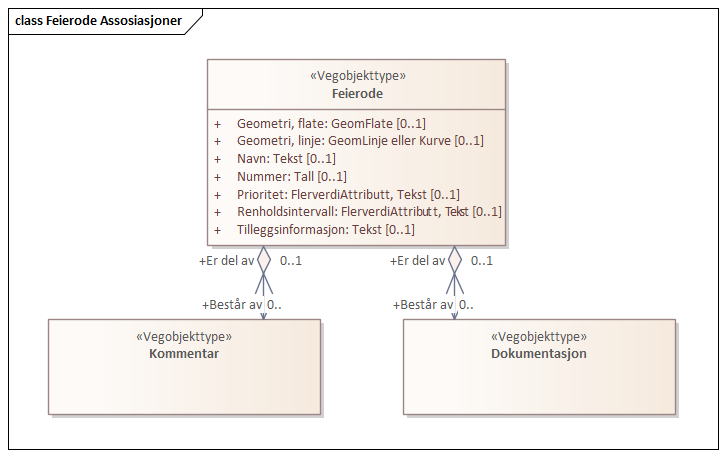 class Feierode Assosiasjoner
«Vegobjekttype»
Feierode
+ Geometri, flate: GeomFlate [0..1]
+ Geometri, linje: GeomLinje eller Kurve [0..1]
+ Navn: Tekst [0..1]
+ Nummer: Tall [0..1]
+ Prioritet: FlerverdiAttributt, Tekst [0..1]
+ Renholdsintervall: FlerverdiAttributt, Tekst [0..1]
+ Tilleggsinformasjon: Tekst [0..1]
+Er del av 0..1 +Er del av 0..1
+Består av 0.. +Består av 0..
«Vegobjekttype» «Vegobjekttype»
Kommentar Dokumentasjon